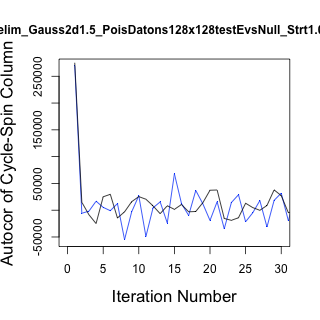 elim_Gauss2d1.5_PoisDatons128x128testEvsNull_Strt1.0
Autocor of Cycle-Spin Column
250000
150000
50000
-50000
0 5 10 15 20 25 30
Iteration Number